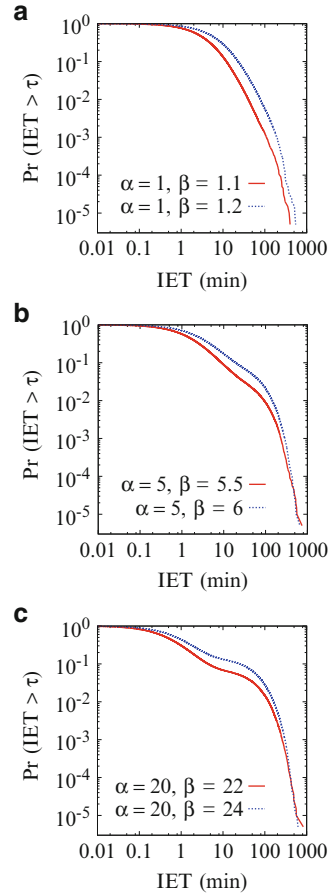 a
Pr (IET > τ)
10^0
10^-1
10^-2
10^-3
10^-4
10^-5
α = 1, β = 1.1
α = 1, β = 1.2
0.01 0.1 1 10 100 1000
IET (min)
b
Pr (IET > τ)
10^0
10^-1
10^-2
10^-3
10^-4
10^-5
α = 5, β = 5.5
α = 5, β = 6
0.01 0.1 1 10 100 1000
IET (min)
c
Pr (IET > τ)
10^0
10^-1
10^-2
10^-3
10^-4
10^-5
α = 20, β = 22
α = 20, β = 24
0.01 0.1 1 10 100 1000
IET (min)